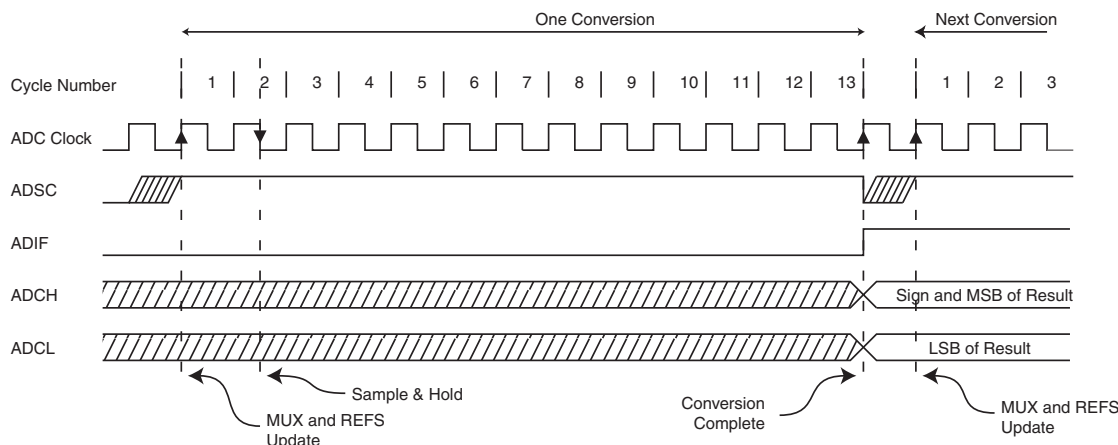 One Conversion
Next Conversion
Cycle Number
1 2 3 4 5 6 7 8 9 10 11 12 13 1 2 3
ADC Clock
ADSC
ADIF
ADCH
Sign and MSB of Result
ADCL
LSB of Result
Sample & Hold
MUX and REFS
Update
Conversion
Complete
MUX and REFS
Update